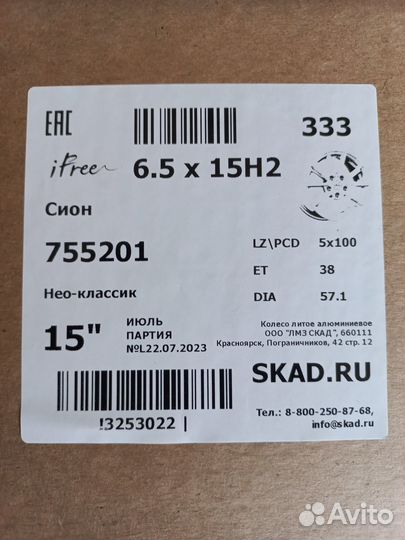 EAC
333
iFree 6.5 x 15H2
Сион
755201
LZ\PCD 5x100
ET 38
Нео-классик
DIA 57.1
15"
ИЮЛЬ
ПАРТИЯ
№L22.07.2023
Колесо литое алюминиевое
ООО "ЛМЗ СКАД", 660111
Красноярск, Пограничников, 42 стр. 12
SKAD.RU
!3253022 |
Тел.: 8-800-250-87-68,
info@skad.ru
Avito